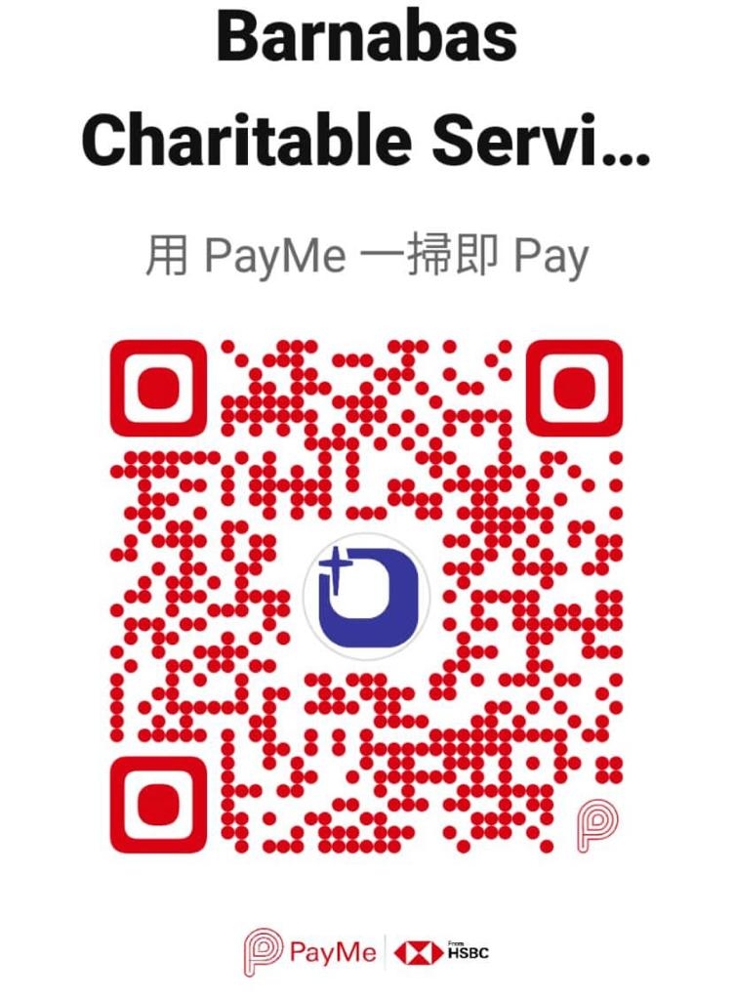 Barnabas
Charitable Servi...
用 PayMe 一掃即 Pay
PayMe
From
HSBC